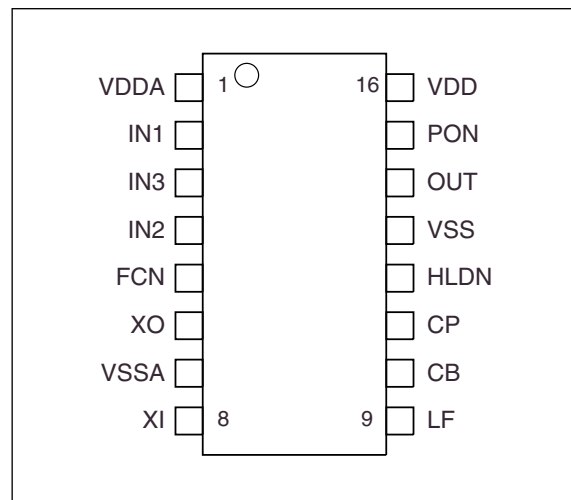 VDDA 1 16 VDD
IN1 PON
IN3 OUT
IN2 VSS
FCN HLDN
XO CP
VSSA CB
XI 8 9 LF